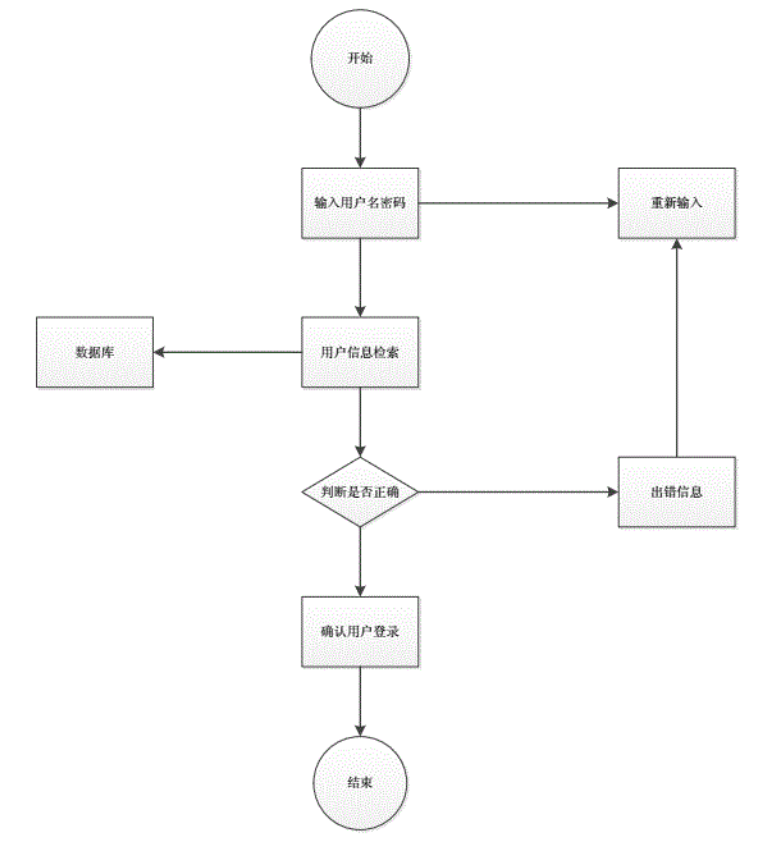 开始
输入用户名密码
重新输入
数据库
用户信息检索
判断是否正确
出错信息
确认用户登录
结束